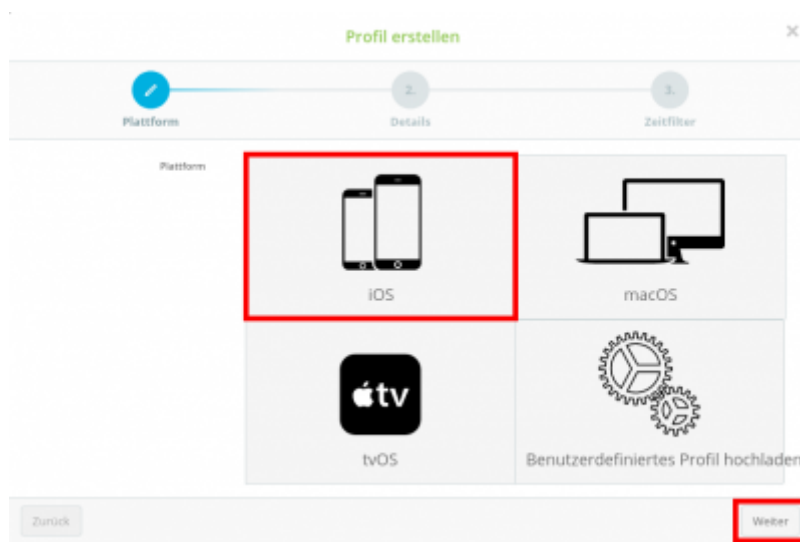 Profil erstellen
×
2.
3.
Plattform
Details
Zeitfilter
Plattform
iOS
macOS
tv
tvOS
Benutzerdefiniertes Profil hochladen
Zurück
Weiter